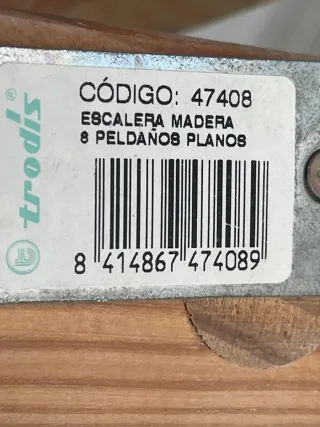 trodis®
CÓDIGO: 47408
ESCALERA MADERA
8 PELDAÑOS PLANOS
8 414867 474089